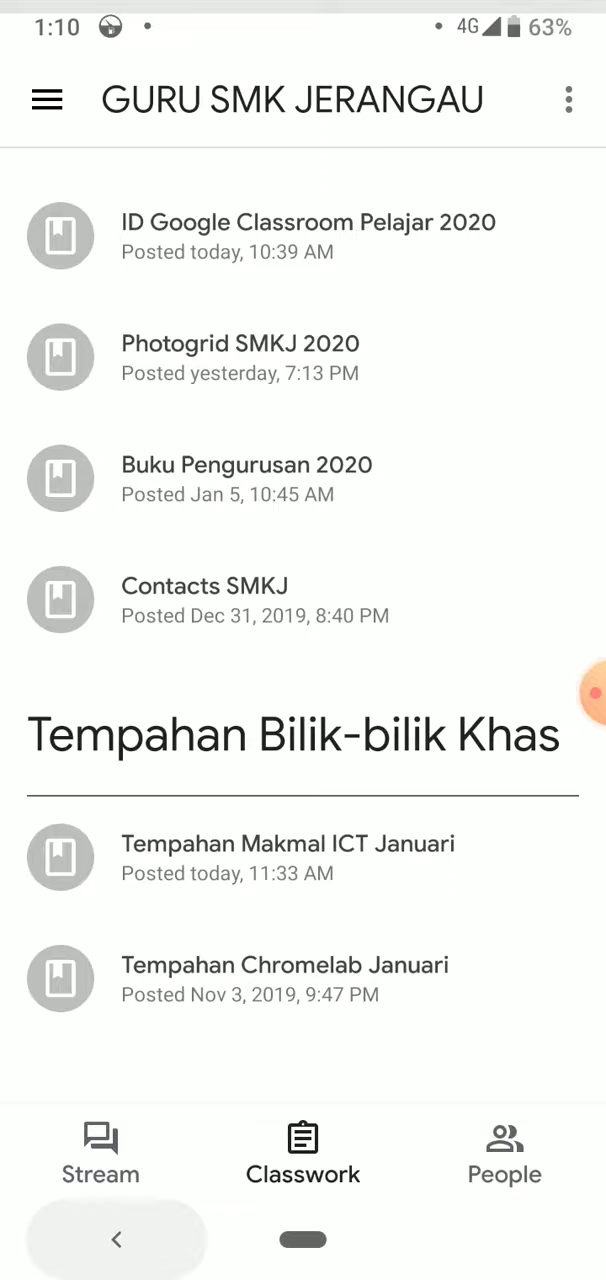 1:10
4G 63%
GURU SMK JERANGAU
ID Google Classroom Pelajar 2020
Posted today, 10:39 AM
Photogrid SMKJ 2020
Posted yesterday, 7:13 PM
Buku Pengurusan 2020
Posted Jan 5, 10:45 AM
Contacts SMKJ
Posted Dec 31, 2019, 8:40 PM
Tempahan Bilik-bilik Khas
Tempahan Makmal ICT Januari
Posted today, 11:33 AM
Tempahan Chromelab Januari
Posted Nov 3, 2019, 9:47 PM
Stream
Classwork
People